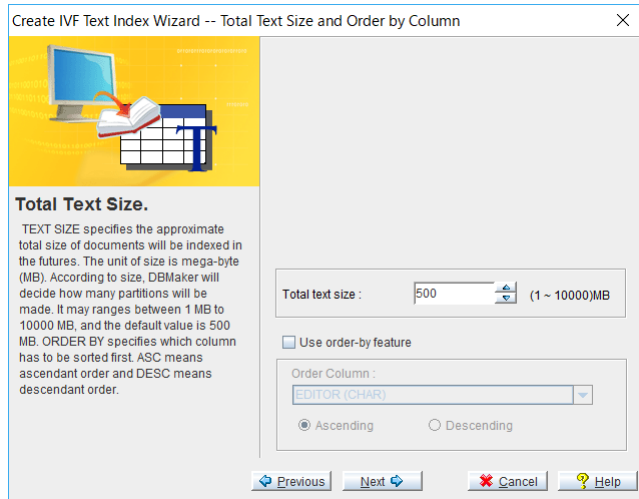 Create IVF Text Index Wizard -- Total Text Size and Order by Column
T
Total Text Size.
TEXT SIZE specifies the approximate
total size of documents will be indexed in
the futures. The unit of size is mega-byte
(MB). According to size, DBMaker will
decide how many partitions will be
made. It may ranges between 1 MB to
10000 MB, and the default value is 500
MB. ORDER BY specifies which column
has to be sorted first. ASC means
ascendant order and DESC means
descendant order.
Total text size : 500 (1 ~ 10000)MB
Use order-by feature
Order Column :
EDITOR (CHAR)
Ascending Descending
Previous Next Cancel Help